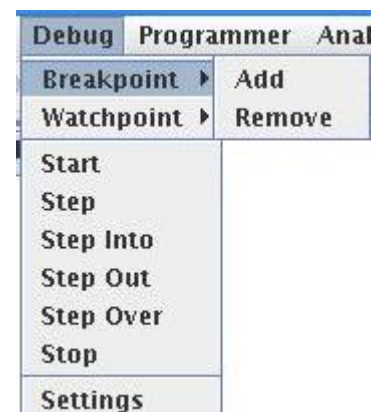 Debug Programmer
Breakpoint Add
Watchpoint Remove
Start
Step
Step Into
Step Out
Step Over
Stop
Settings